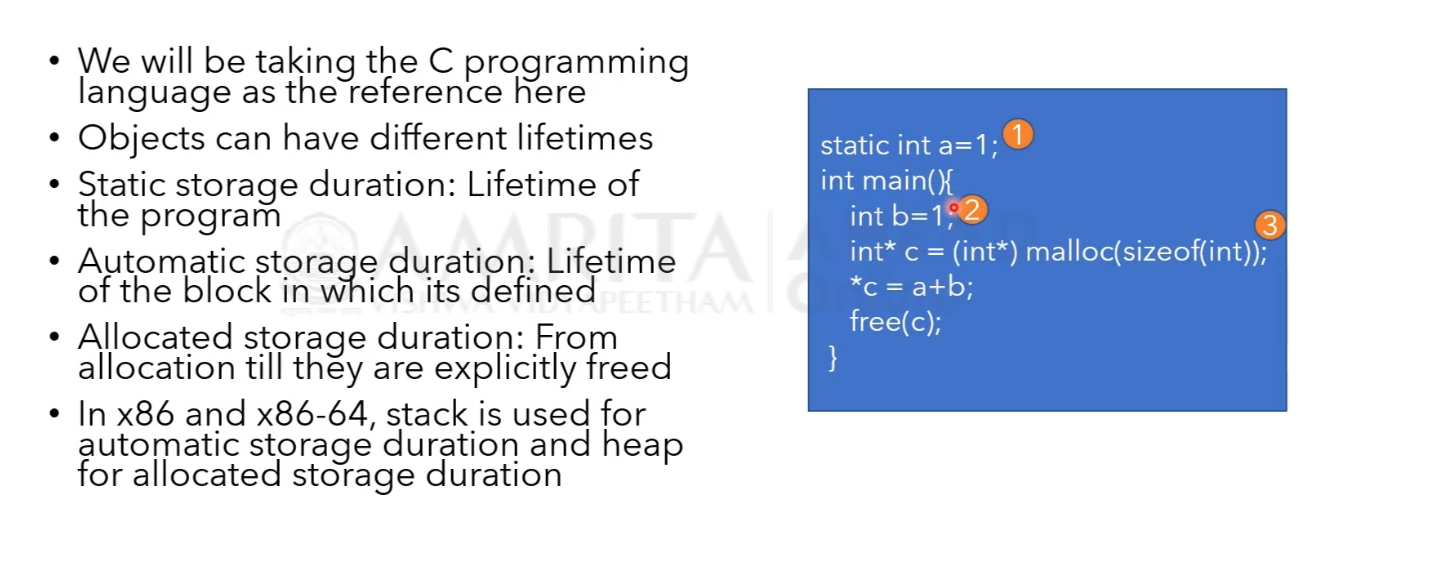 • We will be taking the C programming
language as the reference here
• Objects can have different lifetimes
• Static storage duration: Lifetime of
the program
• Automatic storage duration: Lifetime
of the block in which its defined
• Allocated storage duration: From
allocation till they are explicitly freed
• In x86 and x86-64, stack is used for
automatic storage duration and heap
for allocated storage duration
static int a=1; 1
int main(){
int b=1; 2
3
int* c = (int*) malloc(sizeof(int));
*c = a+b;
free(c);
}
AMRITA
VISHWA VIDYAPEETHAM